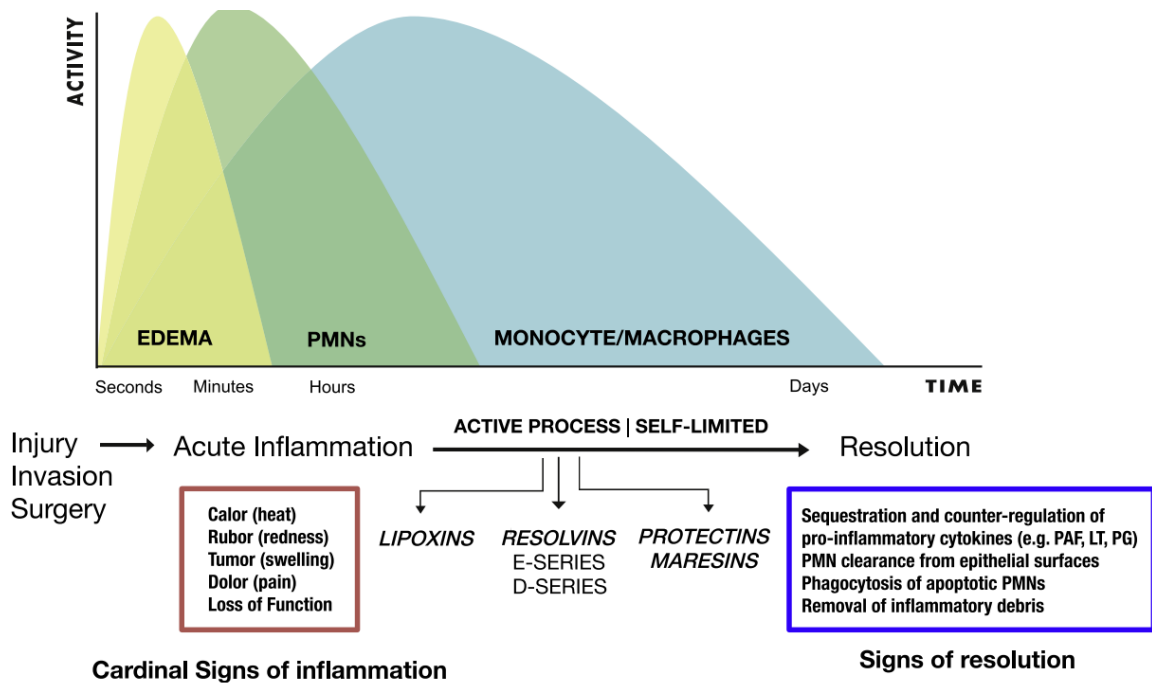 ACTIVITY
EDEMA
PMNs
MONOCYTE/MACROPHAGES
Seconds
Minutes
Hours
Days
TIME
Injury
Invasion
Surgery
Acute Inflammation
ACTIVE PROCESS | SELF-LIMITED
Resolution
Calor (heat)
Rubor (redness)
Tumor (swelling)
Dolor (pain)
Loss of Function
LIPOXINS
RESOLVINS
E-SERIES
D-SERIES
PROTECTINS
MARESINS
Sequestration and counter-regulation of
pro-inflammatory cytokines (e.g. PAF, LT, PG)
PMN clearance from epithelial surfaces
Phagocytosis of apoptotic PMNs
Removal of inflammatory debris
Cardinal Signs of inflammation
Signs of resolution